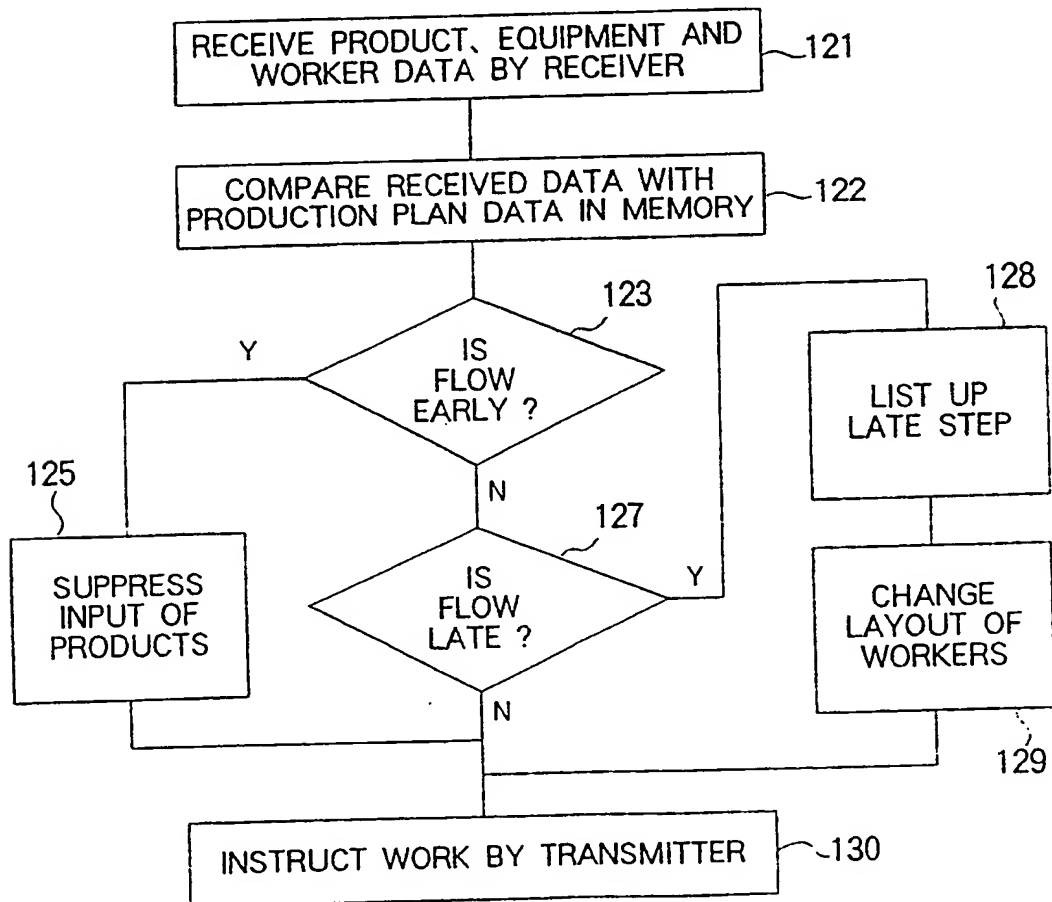 RECEIVE PRODUCT、EQUIPMENT AND
WORKER DATA BY RECEIVER
121
COMPARE RECEIVED DATA WITH
PRODUCTION PLAN DATA IN MEMORY
122
123
IS
FLOW
EARLY ?
Y
N
125
SUPPRESS
INPUT OF
PRODUCTS
127
IS
FLOW
LATE ?
Y
N
128
LIST UP
LATE STEP
CHANGE
LAYOUT OF
WORKERS
129
INSTRUCT WORK BY TRANSMITTER
130